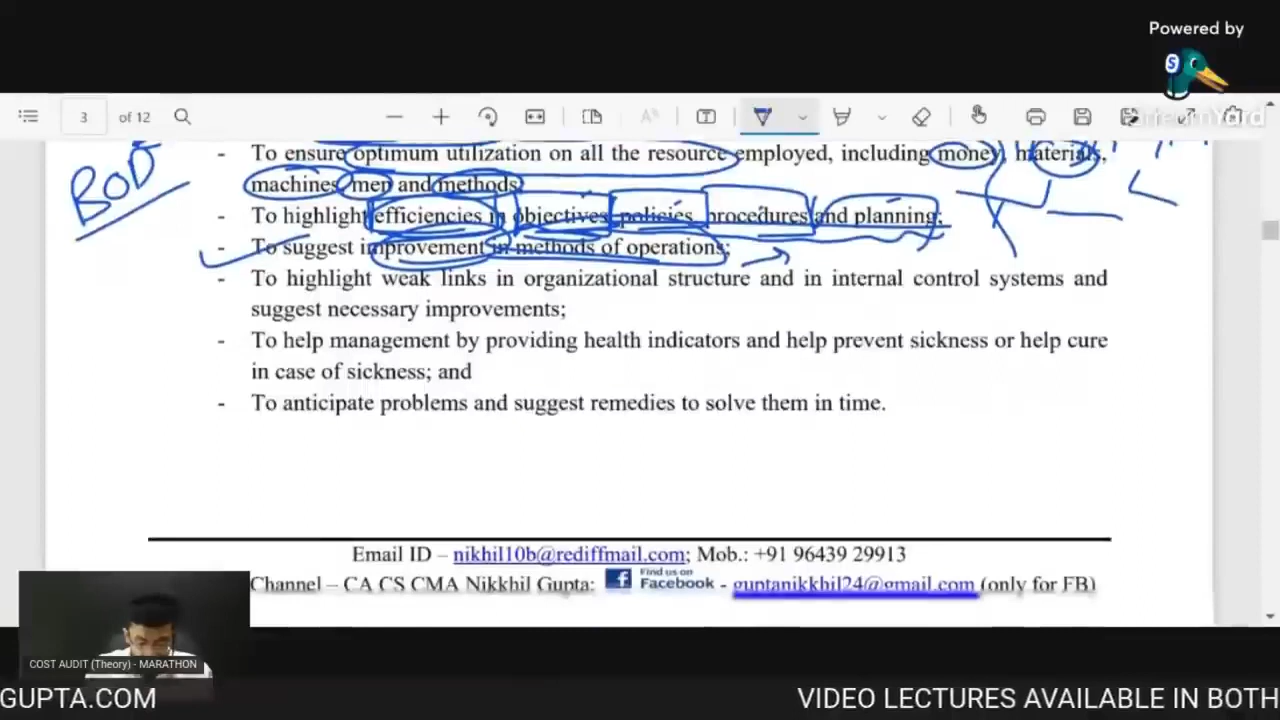 Powered by
S
StreamYard
3 of 12
- To ensure optimum utilization on all the resource employed, including money, materials,
machines, men and methods
- To highlight efficiencies in objectives, policies, procedures and planning;
BOD
- To suggest improvement in methods of operations;
- To highlight weak links in organizational structure and in internal control systems and
suggest necessary improvements;
- To help management by providing health indicators and help prevent sickness or help cure
in case of sickness; and
- To anticipate problems and suggest remedies to solve them in time.
Email ID – nikhil10b@rediffmail.com; Mob.: +91 96439 29913
Channel – CA CS CMA Nikkhil Gupta: f Find us on Facebook - guptanikkhil24@gmail.com (only for FB)
COST AUDIT (Theory) - MARATHON
GUPTA.COM
VIDEO LECTURES AVAILABLE IN BOTH